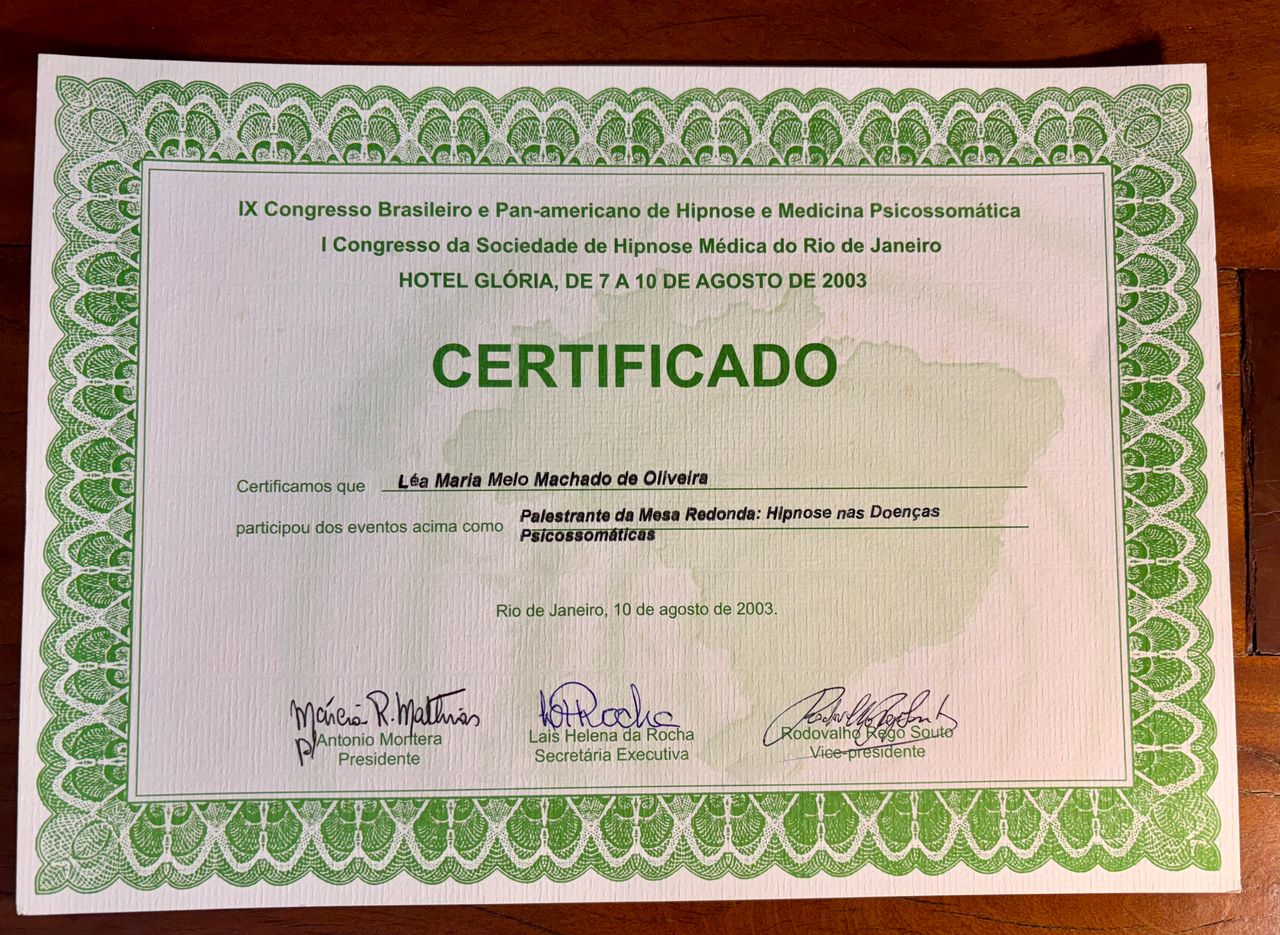 IX Congresso Brasileiro e Pan-americano de Hipnose e Medicina Psicossomática
I Congresso da Sociedade de Hipnose Médica do Rio de Janeiro
HOTEL GLÓRIA, DE 7 A 10 DE AGOSTO DE 2003
CERTIFICADO
Certificamos que Léa Maria Melo Machado de Oliveira
participou dos eventos acima como Palestrante da Mesa Redonda: Hipnose nas Doenças
Psicossomáticas
Rio de Janeiro, 10 de agosto de 2003.
Márcia R. Matthias
p/ Antonio Montera
Presidente
Lais Helena da Rocha
Secretária Executiva
Rodovalho Rego Souto
Vice-presidente